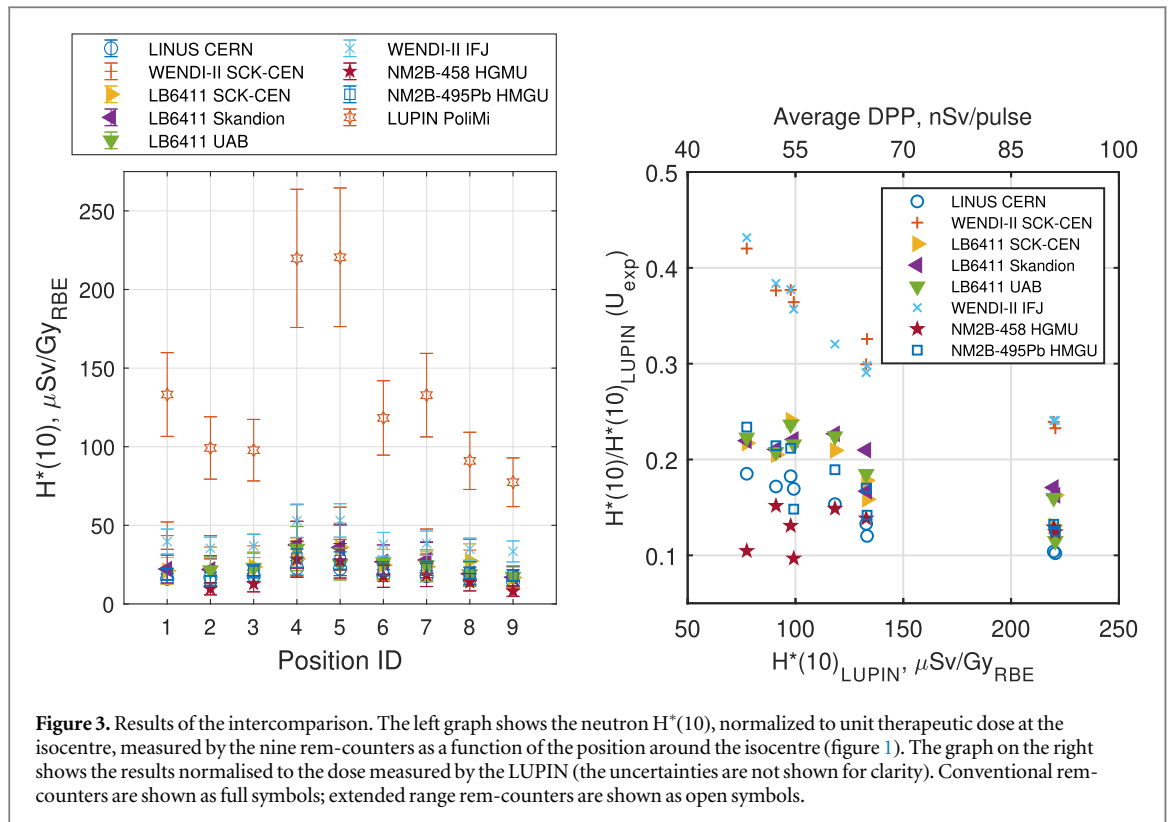 LINUS CERN
WENDI-II SCK-CEN
LB6411 SCK-CEN
LB6411 Skandion
LB6411 UAB
WENDI-II IFJ
NM2B-458 HGMU
NM2B-495Pb HMGU
LUPIN PoliMi
H*(10), μSv/Gy_RBE
250
200
150
100
50
0
1 2 3 4 5 6 7 8 9
Position ID
Average DPP, nSv/pulse
40 55 70 85 100
H*(10)/H*(10)_LUPIN (U_exp)
0.5
0.4
0.3
0.2
0.1
LINUS CERN
WENDI-II SCK-CEN
LB6411 SCK-CEN
LB6411 Skandion
LB6411 UAB
WENDI-II IFJ
NM2B-458 HGMU
NM2B-495Pb HMGU
50 100 150 200 250
H*(10)_LUPIN, μSv/Gy_RBE
Figure 3. Results of the intercomparison. The left graph shows the neutron H*(10), normalized to unit therapeutic dose at the
isocentre, measured by the nine rem-counters as a function of the position around the isocentre (figure 1). The graph on the right
shows the results normalised to the dose measured by the LUPIN (the uncertainties are not shown for clarity). Conventional rem-
counters are shown as full symbols; extended range rem-counters are shown as open symbols.